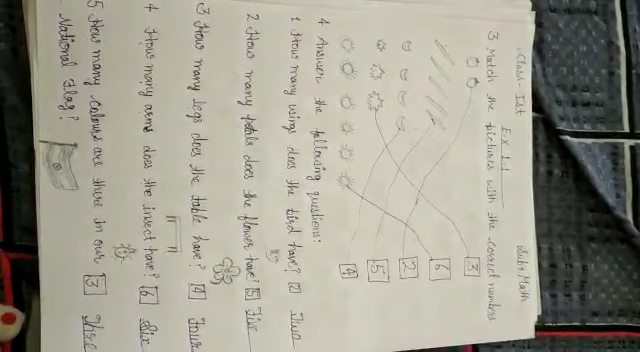 Class-Ist Subs Math
Ex 1.1
3 Match the pictures with the correct numbers
3
6
2
5
4
4 Answer the following questions:
1 How many wings does the bird have? 2 Two
2 How many petals does the flower have? 5 Five
3 How many legs does the table have? 4 Four
4 How many arms does the insect have? 6 Six
5 How many colours are there in our 3 Three
National Flag?